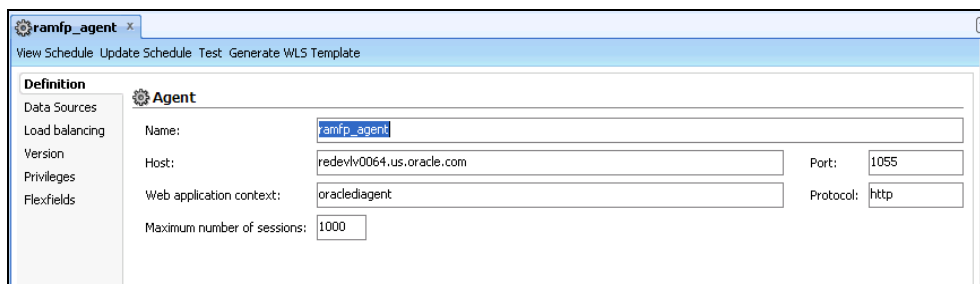 ramfp_agent x
View Schedule Update Schedule Test Generate WLS Template
Definition
Data Sources
Load balancing
Version
Privileges
Flexfields
Agent
Name: ramfp_agent
Host: redevlv0064.us.oracle.com Port: 1055
Web application context: oraclediagent Protocol: http
Maximum number of sessions: 1000